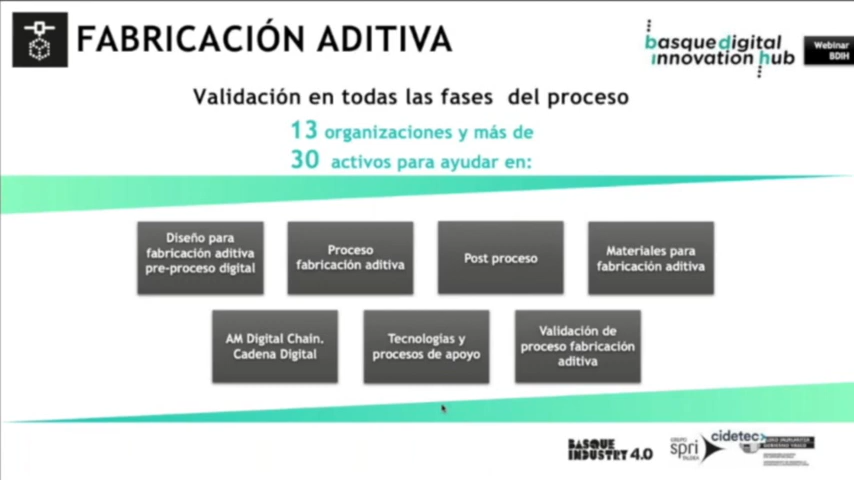 FABRICACIÓN ADITIVA
basque digital
innovation hub
Webinar
BDIH
Validación en todas las fases del proceso
13 organizaciones y más de
30 activos para ayudar en:
Diseño para
fabricación aditiva
pre-proceso digital
Proceso
fabricación aditiva
Post proceso
Materiales para
fabricación aditiva
AM Digital Chain.
Cadena Digital
Tecnologías y
procesos de apoyo
Validación de
proceso fabricación
aditiva
BASQUE
INDUSTRY 4.0
GRUPO
spri
TALDEA
cidetec